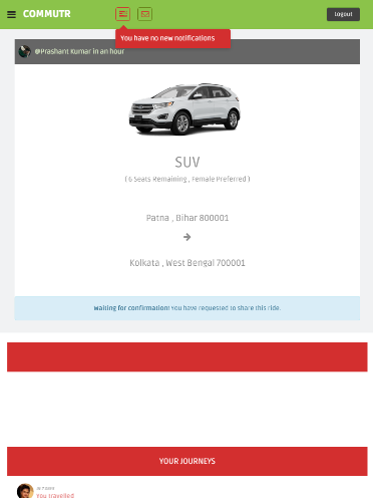 COMMUTR
Logout
You have no new notifications
@Prashant Kumar in an hour
SUV
( 6 Seats Remaining , Female Preferred )
Patna , Bihar 800001
Kolkata , West Bengal 700001
Waiting for confirmation! You have requested to share this ride.
YOUR JOURNEYS
You travelled